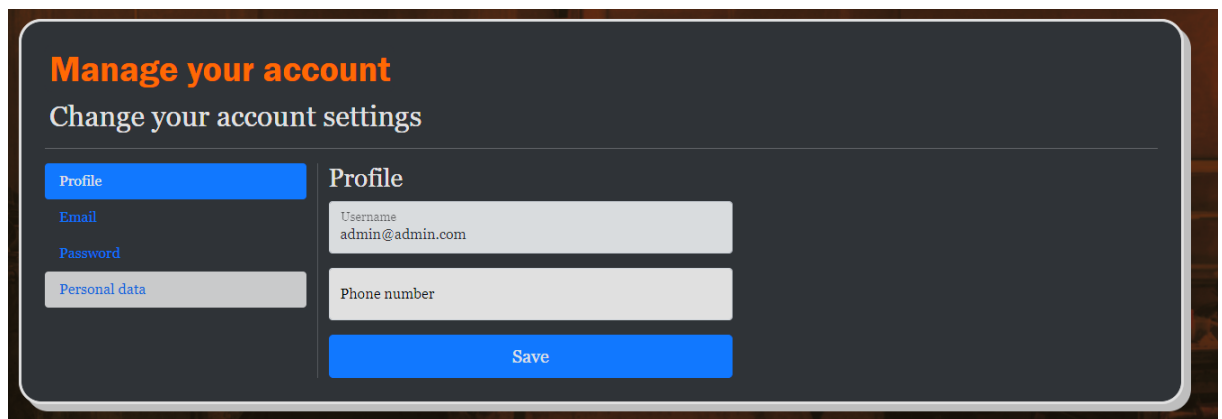 Manage your account
Change your account settings
Profile
Email
Password
Personal data
Profile
Username
admin@admin.com
Phone number
Save